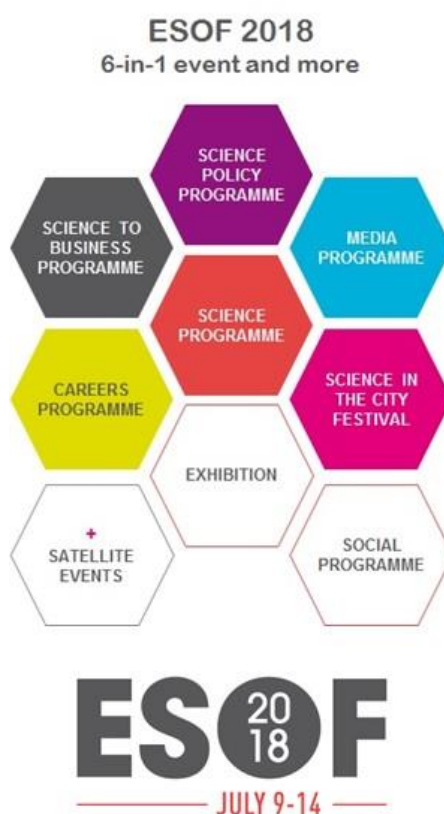 ESOF 2018
6-in-1 event and more
SCIENCE
POLICY
PROGRAMME
SCIENCE TO
BUSINESS
PROGRAMME
MEDIA
PROGRAMME
SCIENCE
PROGRAMME
CAREERS
PROGRAMME
SCIENCE IN
THE CITY
FESTIVAL
EXHIBITION
+
SATELLITE
EVENTS
SOCIAL
PROGRAMME
ESOF
20
18
JULY 9-14